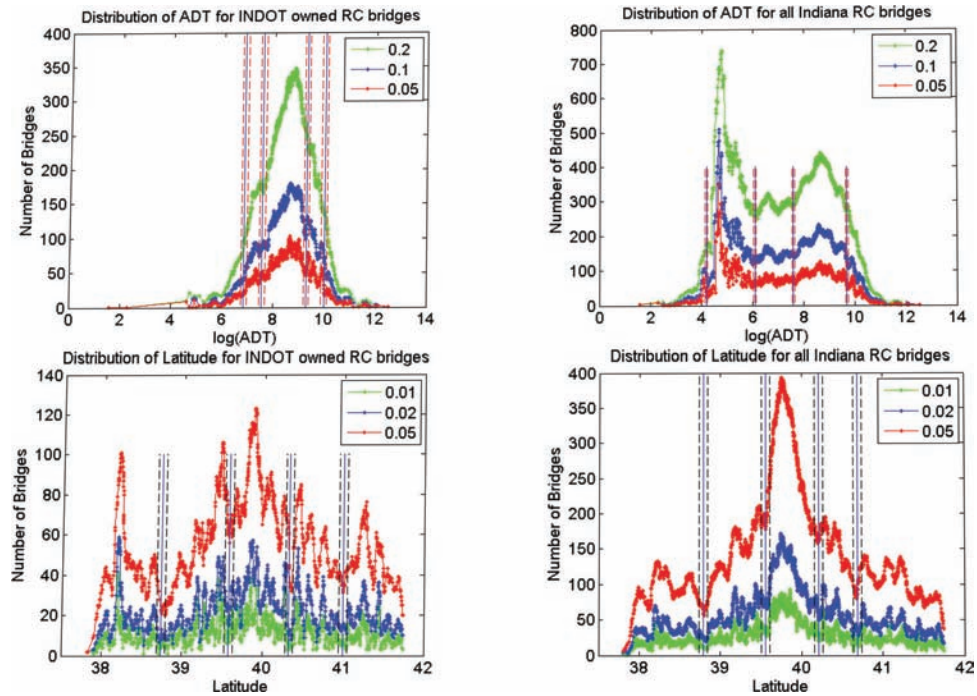 Distribution of ADT for INDOT owned RC bridges
400
350
300
250
200
150
100
50
0
Number of Bridges
0.2
0.1
0.05
0 2 4 6 8 10 12 14
log(ADT)
Distribution of ADT for all Indiana RC bridges
800
700
600
500
400
300
200
100
0
Number of Bridges
0.2
0.1
0.05
0 2 4 6 8 10 12 14
log(ADT)
Distribution of Latitude for INDOT owned RC bridges
140
120
100
80
60
40
20
0
Number of Bridges
0.01
0.02
0.05
38 39 40 41 42
Latitude
Distribution of Latitude for all Indiana RC bridges
400
350
300
250
200
150
100
50
0
Number of Bridges
0.01
0.02
0.05
38 39 40 41 42
Latitude